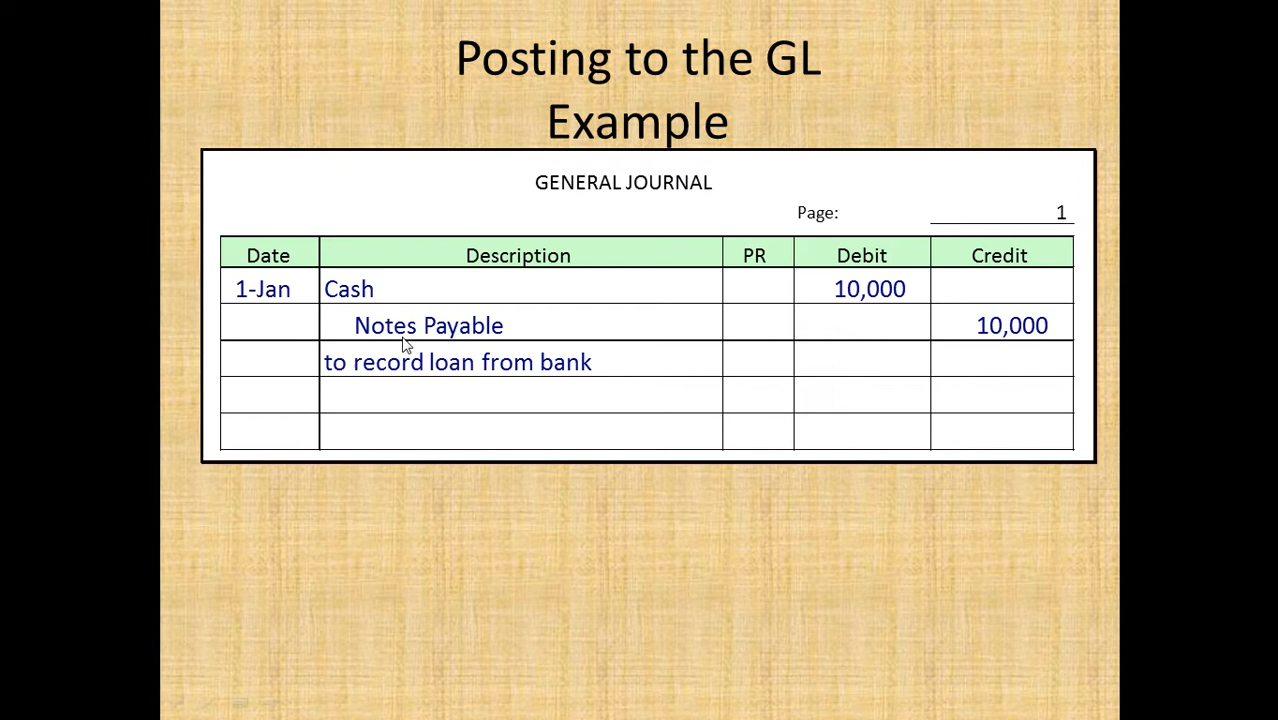 Posting to the GL
Example
GENERAL JOURNAL
Page: 1
Date Description PR Debit Credit
1-Jan Cash 10,000
Notes Payable 10,000
to record loan from bank